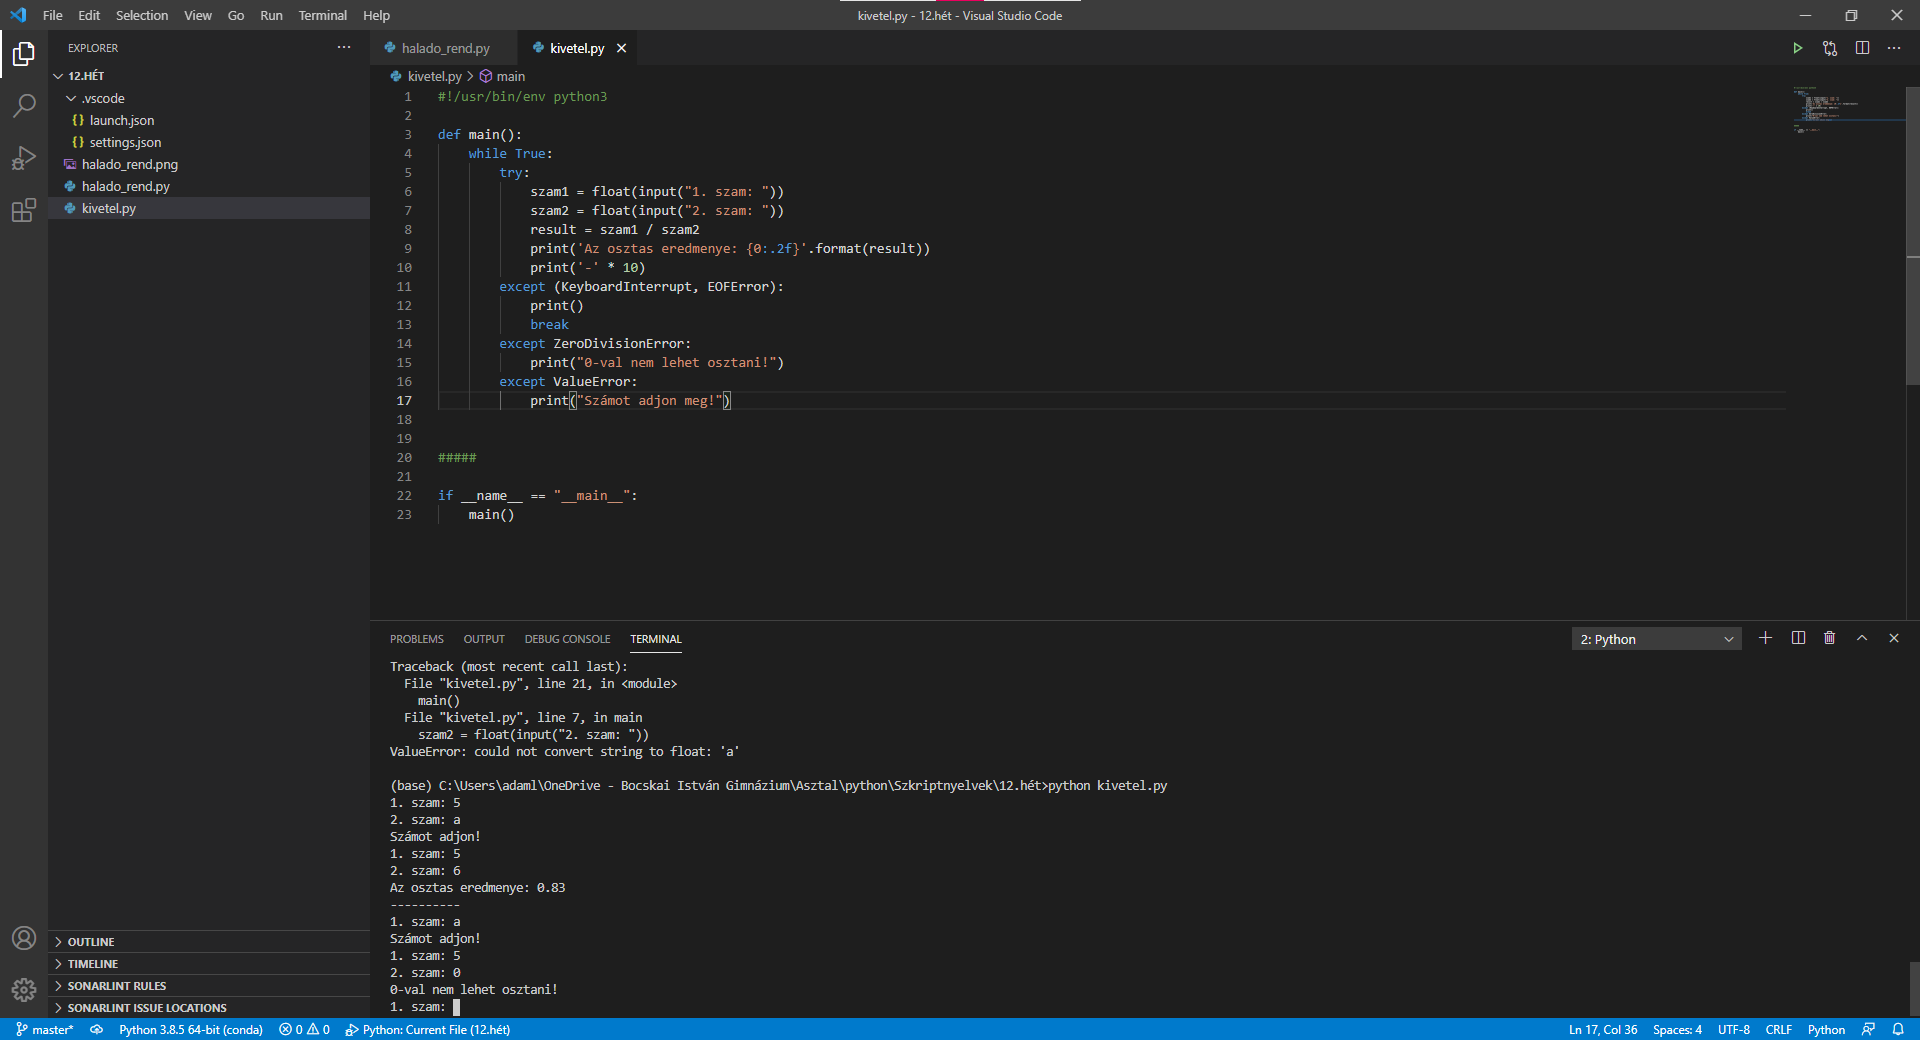 File Edit Selection View Go Run Terminal Help
kivetel.py - 12.hét - Visual Studio Code
EXPLORER
12.HÉT
.vscode
{} launch.json
{} settings.json
halado_rend.png
halado_rend.py
kivetel.py
OUTLINE
TIMELINE
SONARLINT RULES
SONARLINT ISSUE LOCATIONS
halado_rend.py kivetel.py
kivetel.py > main
1 #!/usr/bin/env python3
2
3 def main():
4 while True:
5 try:
6 szam1 = float(input("1. szam: "))
7 szam2 = float(input("2. szam: "))
8 result = szam1 / szam2
9 print('Az osztas eredmenye: {0:.2f}'.format(result))
10 print('-' * 10)
11 except (KeyboardInterrupt, EOFError):
12 print()
13 break
14 except ZeroDivisionError:
15 print("0-val nem lehet osztani!")
16 except ValueError:
17 print("Számot adjon meg!")
18
19
20 #####
21
22 if __name__ == "__main__":
23 main()
PROBLEMS OUTPUT DEBUG CONSOLE TERMINAL
2: Python
Traceback (most recent call last):
File "kivetel.py", line 21, in <module>
main()
File "kivetel.py", line 7, in main
szam2 = float(input("2. szam: "))
ValueError: could not convert string to float: 'a'
(base) C:\Users\adaml\OneDrive - Bocskai István Gimnázium\Asztal\python\Szkriptnyelvek\12.hét>python kivetel.py
1. szam: 5
2. szam: a
Számot adjon!
1. szam: 5
2. szam: 6
Az osztas eredmenye: 0.83
----------
1. szam: a
Számot adjon!
1. szam: 5
2. szam: 0
0-val nem lehet osztani!
1. szam:
master* Python 3.8.5 64-bit (conda) 0 0 Python: Current File (12.hét)
Ln 17, Col 36 Spaces: 4 UTF-8 CRLF Python